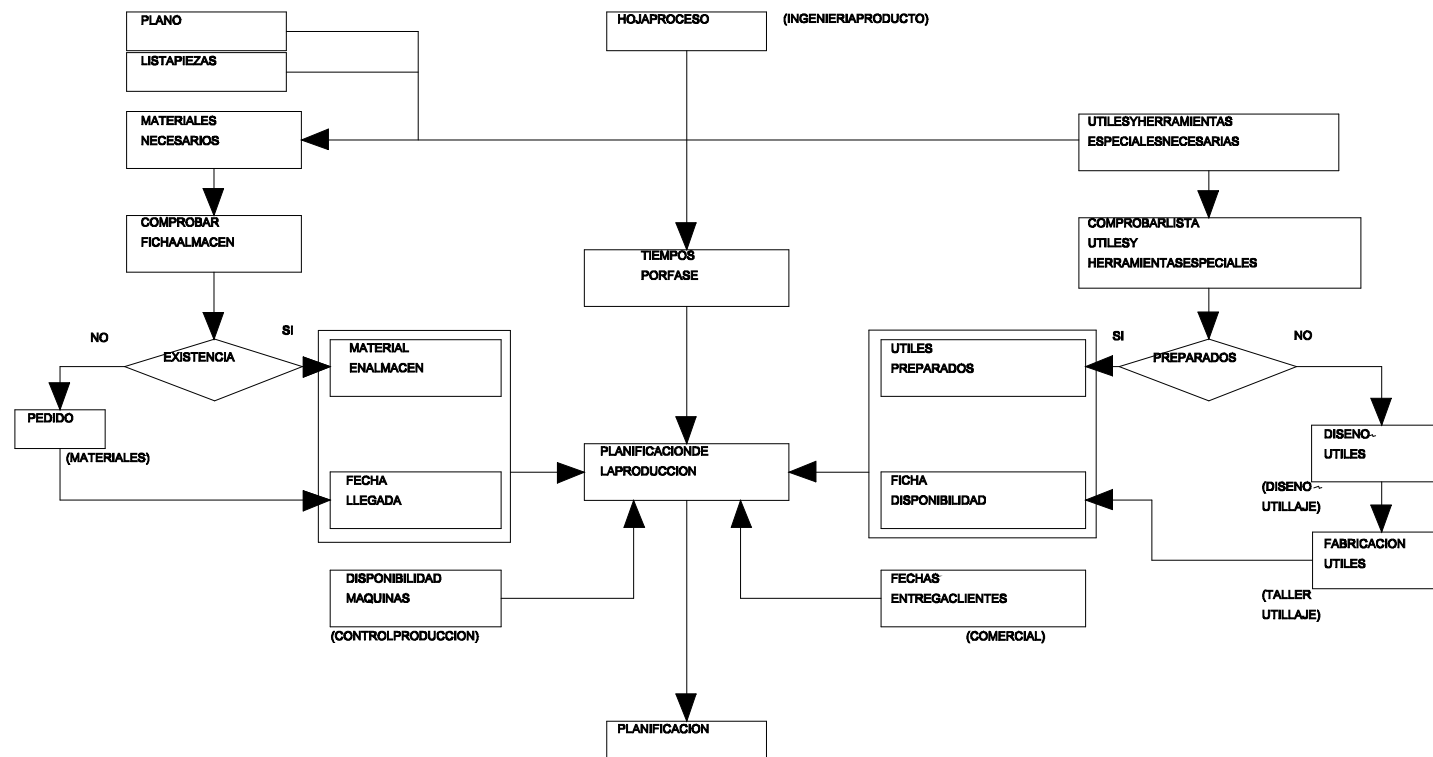 PLANO
HOJAPROCESO
(INGENIERIAPRODUCTO)
LISTAPIEZAS
MATERIALES
NECESARIOS
UTILESYHERRAMIENTAS
ESPECIALESNECESARIAS
COMPROBAR
FICHAALMACEN
COMPROBARLISTA
UTILESY
HERRAMIENTASESPECIALES
TIEMPOS
PORFASE
NO
SI
EXISTENCIA
MATERIAL
ENALMACEN
UTILES
PREPARADOS
SI
NO
PREPARADOS
PEDIDO
(MATERIALES)
DISENO~
UTILES
PLANIFICACIONDE
LAPRODUCCION
FECHA
LLEGADA
FICHA
DISPONIBILIDAD
(DISENO~
UTILLAJE)
FABRICACION
UTILES
DISPONIBILIDAD
MAQUINAS
(CONTROLPRODUCCION)
FECHAS
ENTREGACLIENTES
(COMERCIAL)
(TALLER
UTILLAJE)
PLANIFICACION